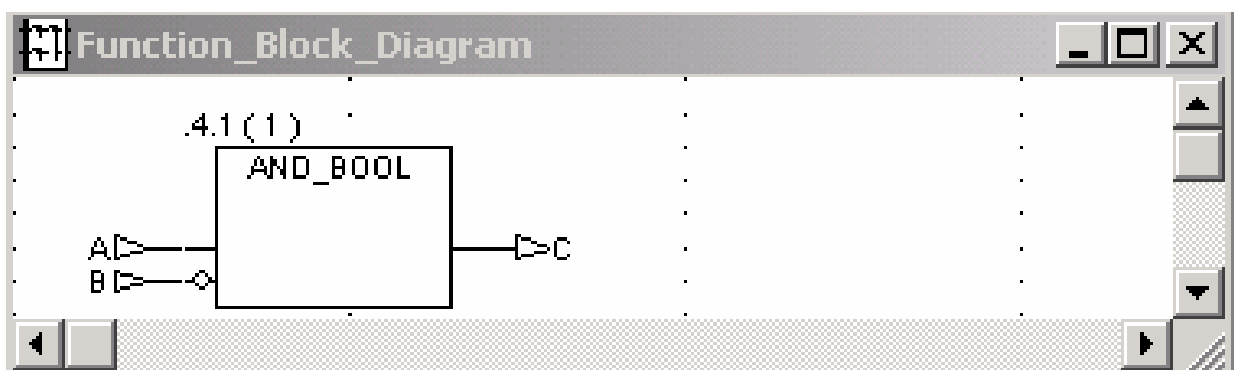 Function_Block_Diagram
.4.1 ( 1 )
AND_BOOL
A
C
B